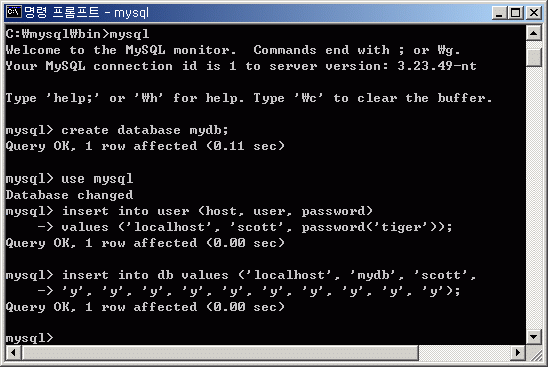 명령 프롬프트 - mysql
C:₩mysql₩bin>mysql
Welcome to the MySQL monitor.  Commands end with ; or ₩g.
Your MySQL connection id is 1 to server version: 3.23.49-nt
Type 'help;' or '₩h' for help. Type '₩c' to clear the buffer.
mysql> create database mydb;
Query OK, 1 row affected (0.11 sec)
mysql> use mysql
Database changed
mysql> insert into user (host, user, password)
    -> values ('localhost', 'scott', password('tiger'));
Query OK, 1 row affected (0.00 sec)
mysql> insert into db values ('localhost', 'mydb', 'scott',
    -> 'y', 'y', 'y', 'y', 'y', 'y', 'y', 'y', 'y', 'y');
Query OK, 1 row affected (0.00 sec)
mysql>